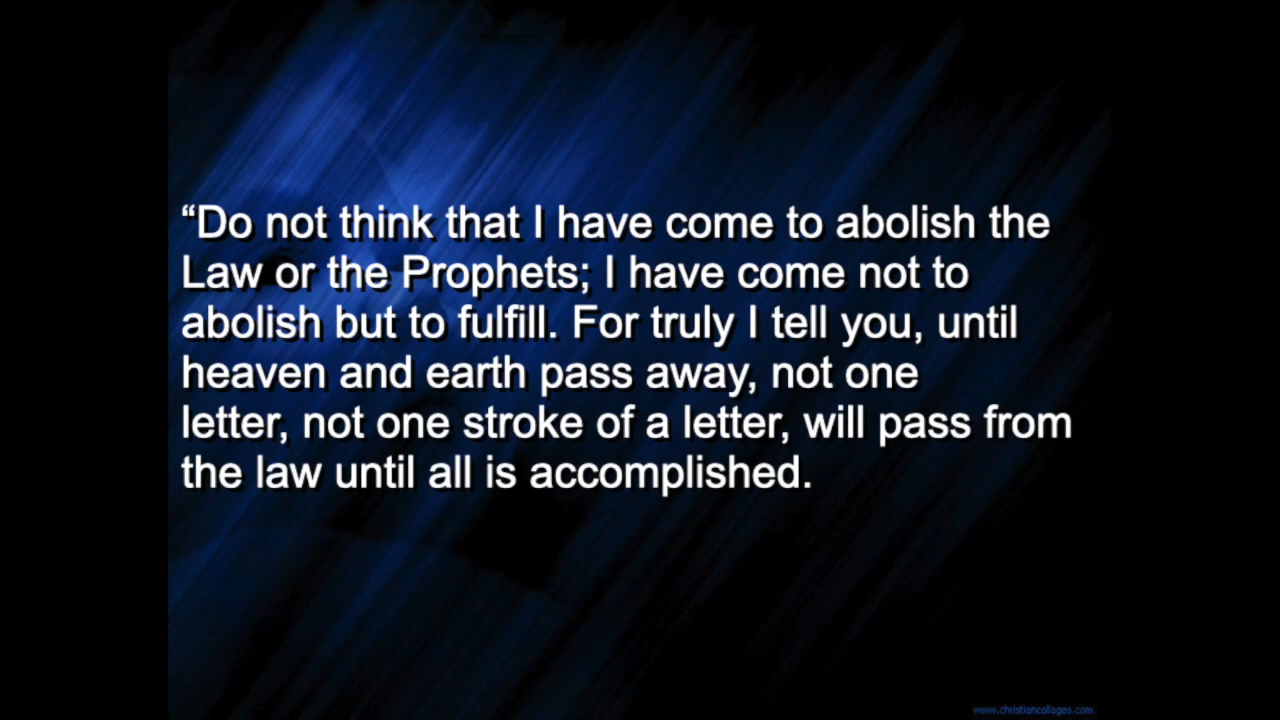 “Do not think that I have come to abolish the
Law or the Prophets; I have come not to
abolish but to fulfill. For truly I tell you, until
heaven and earth pass away, not one
letter, not one stroke of a letter, will pass from
the law until all is accomplished.
www.christiancollages.com